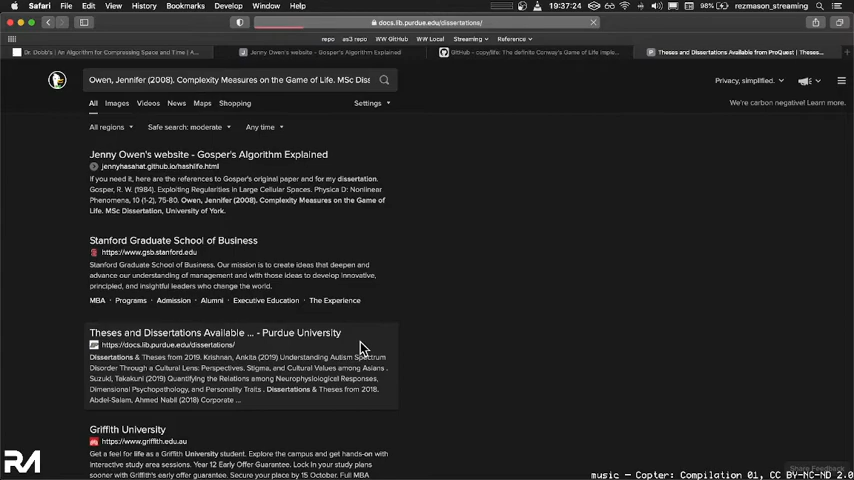 Safari File Edit View History Bookmarks Develop Window Help 19:37:24 rezmason_streaming
docs.lib.purdue.edu/dissertations/
repo as3 repo WW GitHub WW Local Streaming Reference
Dr. Dobb's | An Algorithm for Compressing Space and Time | A... Jenny Owen's website - Gosper's Algorithm Explained GitHub - copy/life: The definite Conway's Game of Life imple... Theses and Dissertations Available from ProQuest | Theses...
Owen, Jennifer (2008). Complexity Measures on the Game of Life. MSc Diss
Privacy, simplified.
All Images Videos News Maps Shopping Settings
We're carbon negative! Learn more.
All regions Safe search: moderate Any time
Jenny Owen's website - Gosper's Algorithm Explained
jennyhasahat.github.io/hashlife.html
If you need it, here are the references to Gosper's original paper and for my dissertation.
Gosper, R. W. (1984). Exploiting Regularities in Large Cellular Spaces. Physica D: Nonlinear
Phenomena, 10 (1-2), 75-80. Owen, Jennifer (2008). Complexity Measures on the Game of
Life. MSc Dissertation, University of York.
Stanford Graduate School of Business
https://www.gsb.stanford.edu
Stanford Graduate School of Business. Our mission is to create ideas that deepen and
advance our understanding of management and with those ideas to develop innovative,
principled, and insightful leaders who change the world.
MBA Programs Admission Alumni Executive Education The Experience
Theses and Dissertations Available ... - Purdue University
https://docs.lib.purdue.edu/dissertations/
Dissertations & Theses from 2019. Krishnan, Ankita (2019) Understanding Autism Spectrum
Disorder Through a Cultural Lens: Perspectives, Stigma, and Cultural Values among Asians .
Suzuki, Takakuni (2019) Quantifying the Relations among Neurophysiological Responses,
Dimensional Psychopathology, and Personality Traits . Dissertations & Theses from 2018.
Abdel-Salam, Ahmed Nabil (2018) Corporate ...
Griffith University
https://www.griffith.edu.au
Get a feel for life as a Griffith University student. Explore the campus and get hands-on with
interactive study area sessions. Year 12 Early Offer Guarantee. Lock in your study plans
sooner with Griffith's early offer guarantee. Secure your place by 15 October. Full MBA
Share Feedback
RM
music - Copter: Compilation 01, CC BY-NC-ND 2.0